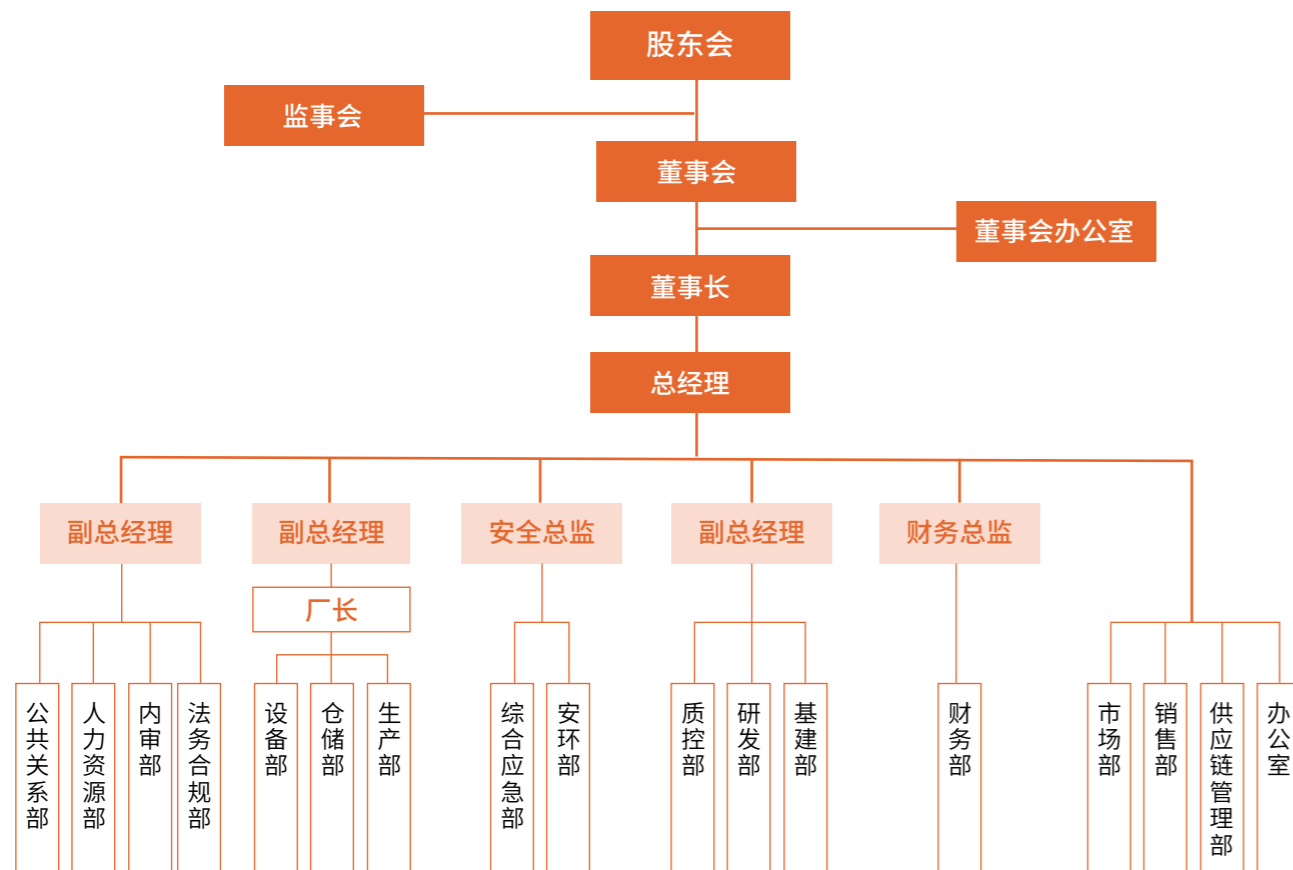 股东会
监事会
董事会
董事会办公室
董事长
总经理
副总经理
副总经理
安全总监
副总经理
财务总监
厂长
公共关系部
人力资源部
内审部
法务合规部
设备部
仓储部
生产部
综合应急部
安环部
质控部
研发部
基建部
财务部
市场部
销售部
供应链管理部
办公室